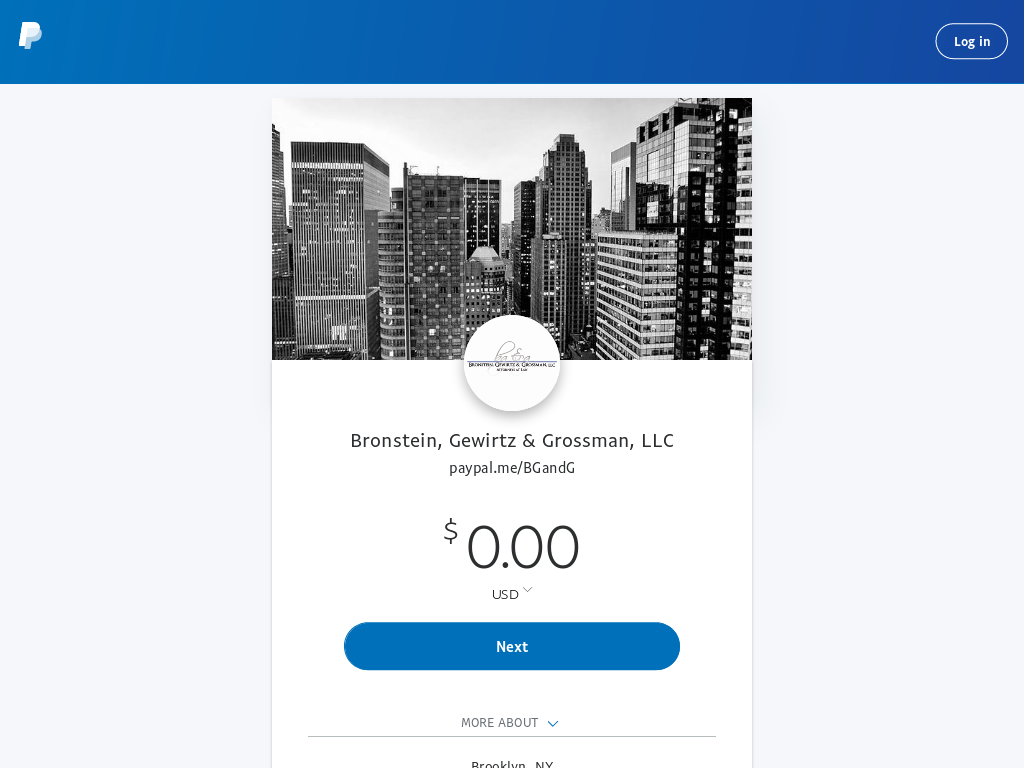 Log in
Bronstein, Gewirtz & Grossman, LLC
Attorneys at Law
Bronstein, Gewirtz & Grossman, LLC
paypal.me/BGandG
$ 0.00
USD
Next
MORE ABOUT
Brooklyn, NY